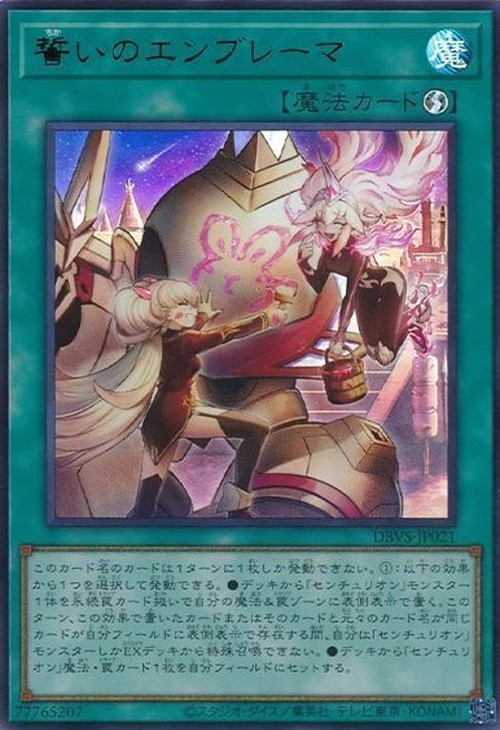 誓いのエンブレーマ
魔
【魔法カード】
DBVS-JP021
このカード名のカードは1ターンに1枚しか発動できない。①:以下の効果
から1つを選択して発動できる。●デッキから「センチュリオン」モンスター
1体を永続罠カード扱いで自分の魔法&罠ゾーンに表側表示で置く。この
ターン、この効果で置いたカードまたはそのカードと元々のカード名が同じ
カードが自分フィールドに表側表示で存在する間、自分は「センチュリオン」
モンスターしかEXデッキから特殊召喚できない。●デッキから「センチュリ
オン」魔法・罠カード1枚を自分フィールドにセットする。
77765207
©スタジオ・ダイス/集英社・テレビ東京・KONAMI